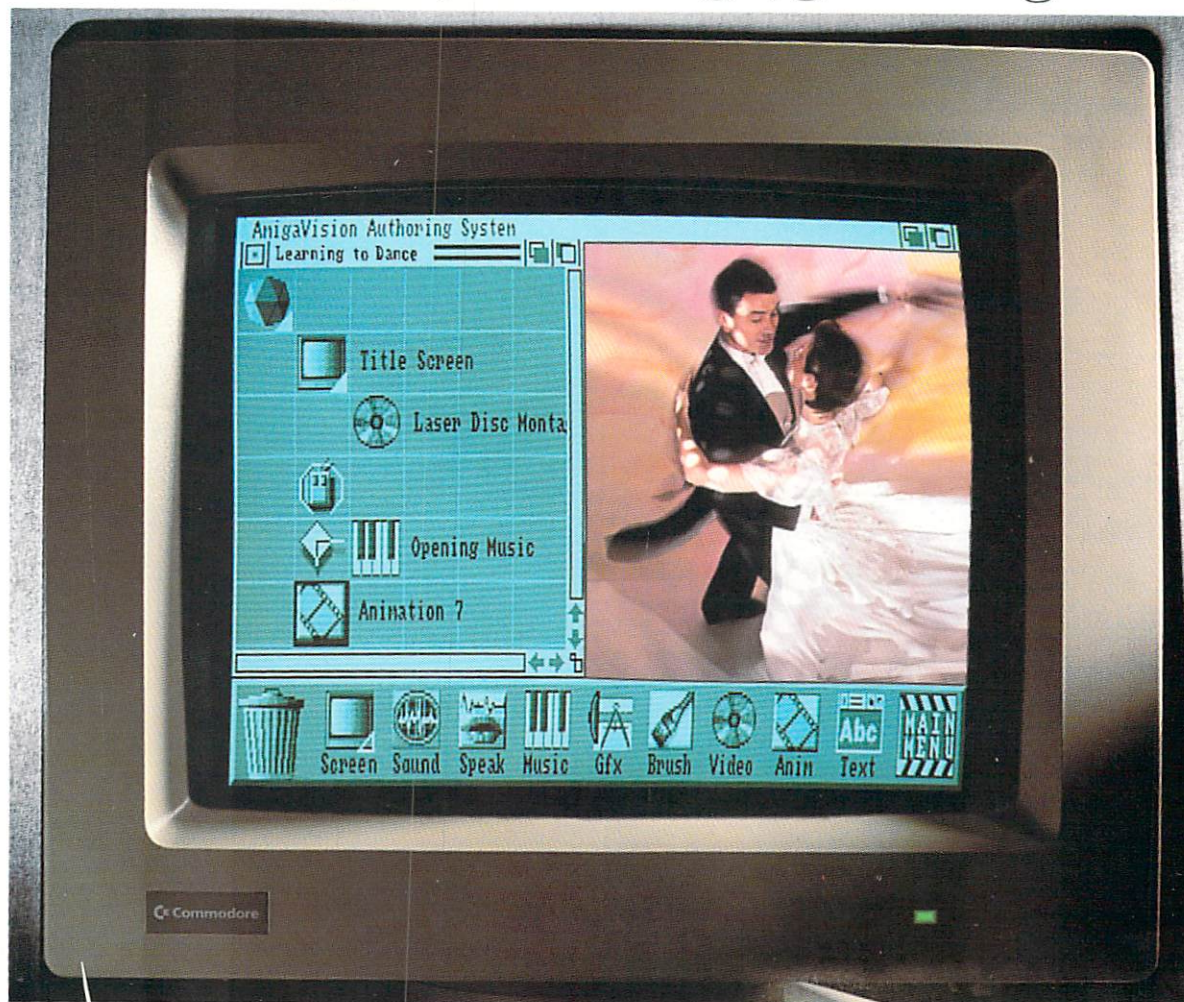 AmigaVision Authoring System
Learning to Dance
Title Screen
Laser Disc Monta
Opening Music
Animation 7
Screen Sound Speak Music Gfx Brush Video Anim Text
Abc
MAIN
MENU
Commodore